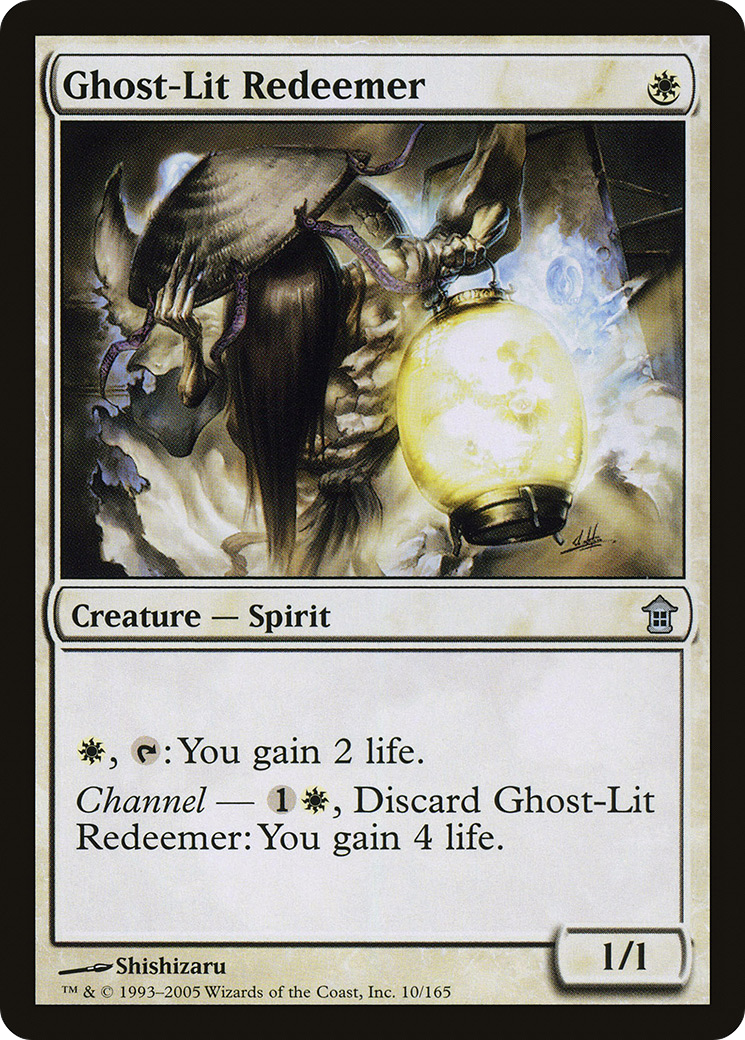 Ghost-Lit Redeemer
Creature — Spirit
, : You gain 2 life.
Channel — 1, Discard Ghost-Lit
Redeemer: You gain 4 life.
1/1
Shishizaru
™ & © 1993–2005 Wizards of the Coast, Inc. 10/165